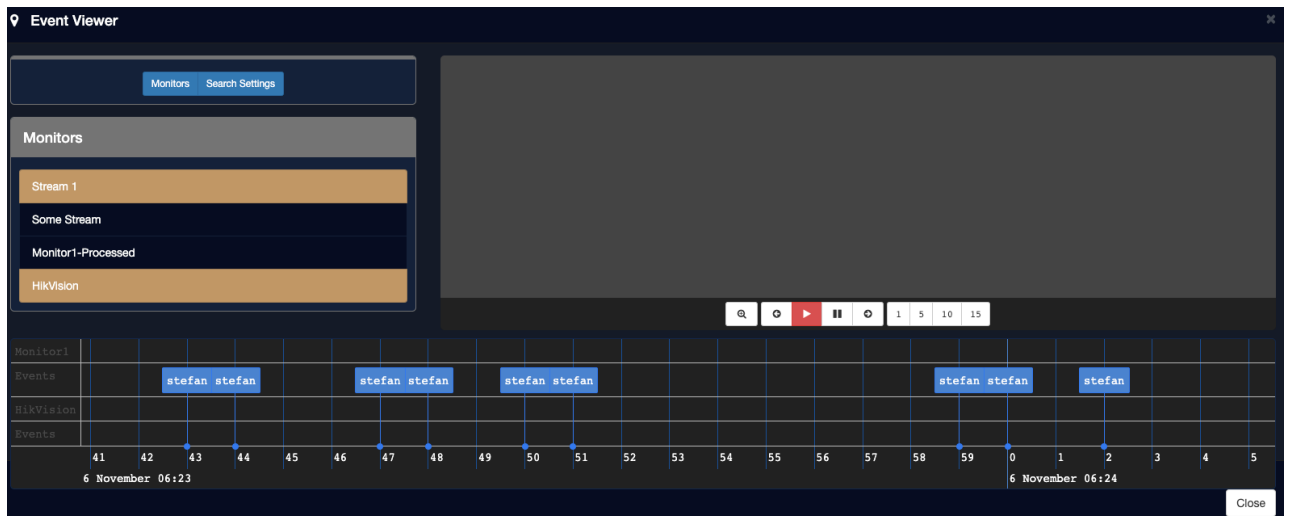 Event Viewer ×
Monitors Search Settings
Monitors
Stream 1
Some Stream
Monitor1-Processed
HikVision
1 5 10 15
Monitor1
Events stefan stefan stefan stefan stefan stefan stefan stefan stefan
HikVision
Events
41 42 43 44 45 46 47 48 49 50 51 52 53 54 55 56 57 58 59 0 1 2 3 4 5
6 November 06:23 6 November 06:24
Close